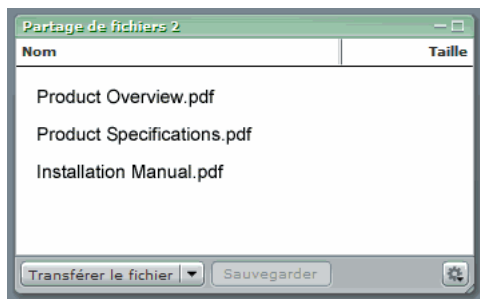 Partage de fichiers 2
Nom Taille
Product Overview.pdf
Product Specifications.pdf
Installation Manual.pdf
Transférer le fichier Sauvegarder